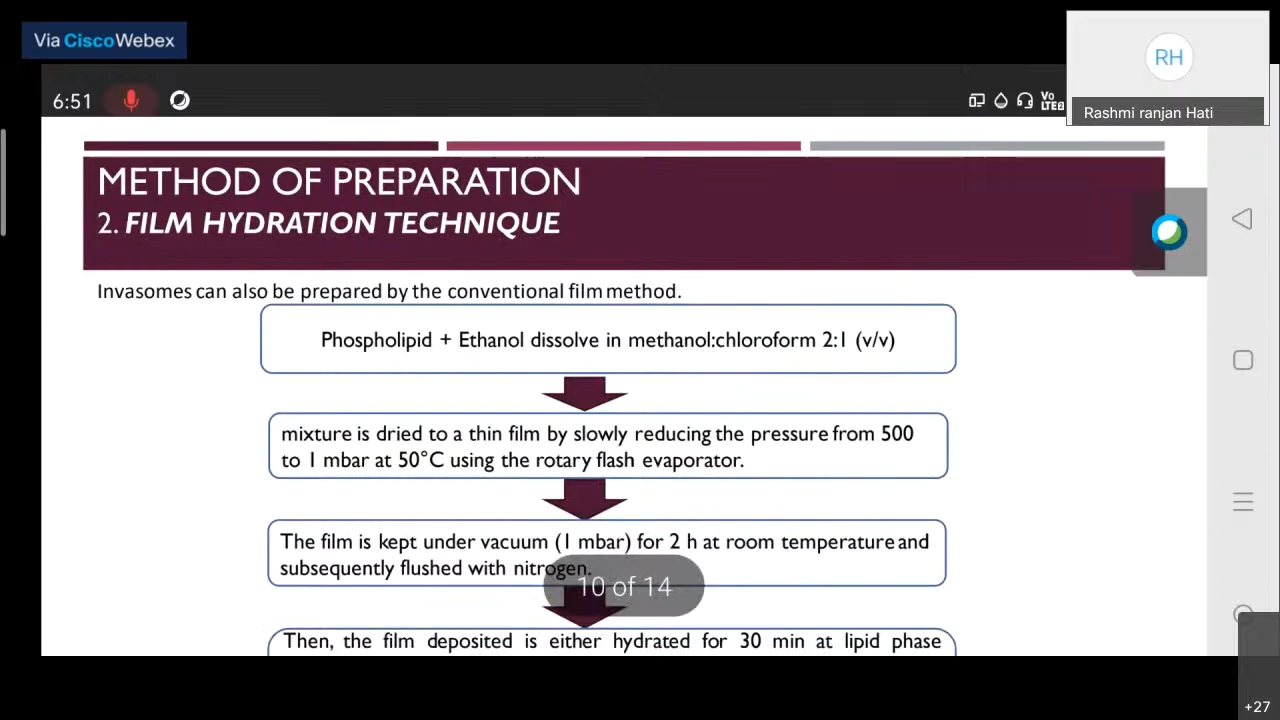 Via Cisco Webex
RH
Rashmi ranjan Hati
6:51
Vo
LTE2
METHOD OF PREPARATION
2. FILM HYDRATION TECHNIQUE
Invasomes can also be prepared by the conventional film method.
Phospholipid + Ethanol dissolve in methanol:chloroform 2:1 (v/v)
mixture is dried to a thin film by slowly reducing the pressure from 500
to 1 mbar at 50°C using the rotary flash evaporator.
The film is kept under vacuum (1 mbar) for 2 h at room temperature and
subsequently flushed with nitrogen.
10 of 14
Then, the film deposited is either hydrated for 30 min at lipid phase
+27